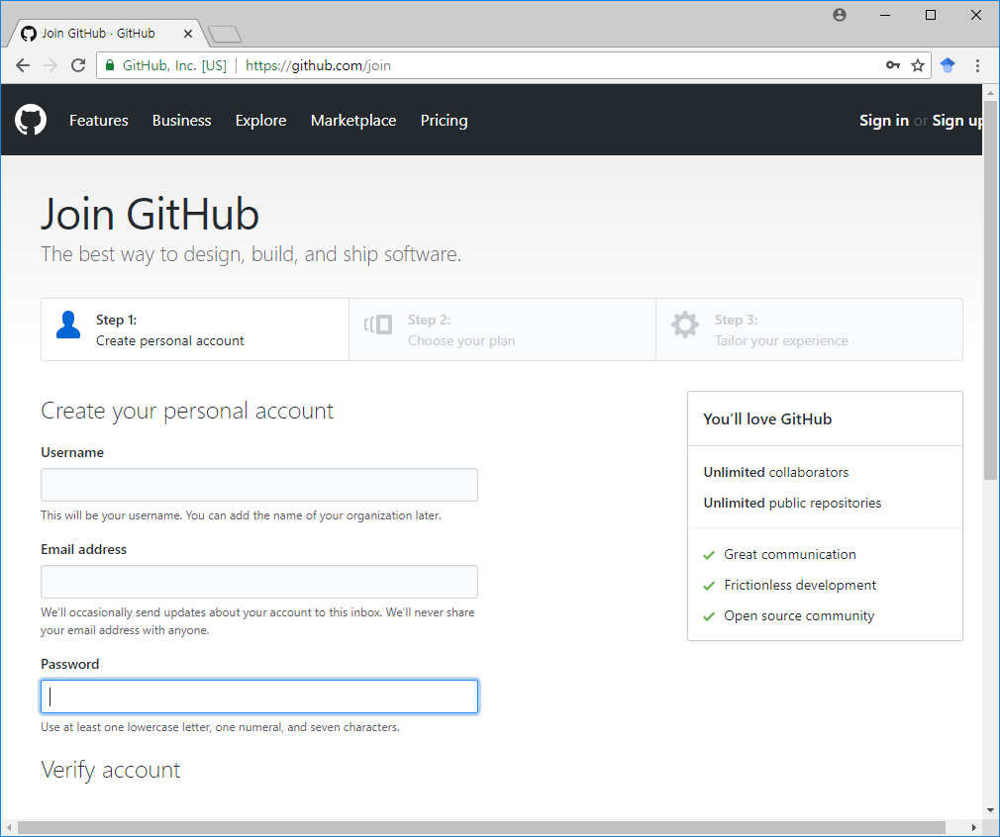 Join GitHub · GitHub
GitHub, Inc. [US] | https://github.com/join
Features Business Explore Marketplace Pricing Sign in or Sign up
Join GitHub
The best way to design, build, and ship software.
Step 1:
Create personal account
Step 2:
Choose your plan
Step 3:
Tailor your experience
Create your personal account
Username
This will be your username. You can add the name of your organization later.
Email address
We'll occasionally send updates about your account to this inbox. We'll never share
your email address with anyone.
Password
Use at least one lowercase letter, one numeral, and seven characters.
Verify account
You'll love GitHub
Unlimited collaborators
Unlimited public repositories
Great communication
Frictionless development
Open source community